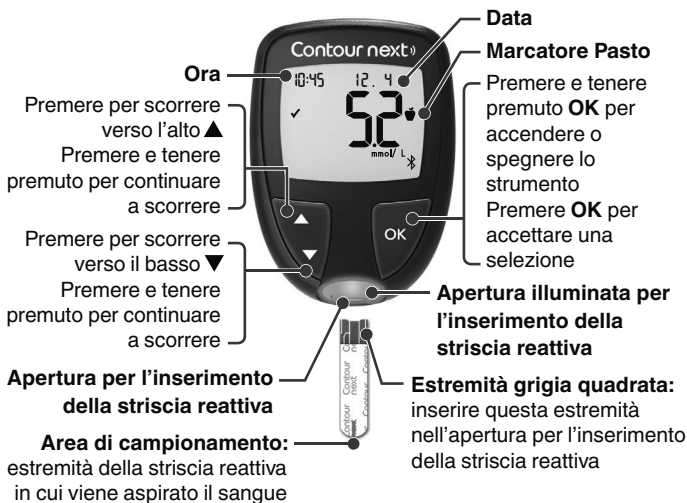 Data
Contour next
Marcatore Pasto
Ora
10:45
12. 4
5.2
mmol/ L
Premere e tenere
premuto OK per
accendere o
spegnere lo
strumento
Premere OK per
accettare una
selezione
Premere per scorrere
verso l'alto ▲
Premere e tenere
premuto per continuare
a scorrere
OK
Premere per scorrere
verso il basso ▼
Premere e tenere
premuto per continuare
a scorrere
Apertura illuminata per
l'inserimento della
striscia reattiva
Apertura per l'inserimento
della striscia reattiva
Estremità grigia quadrata:
inserire questa estremità
nell'apertura per l'inserimento
della striscia reattiva
Contour
next
Contour
Contour
Area di campionamento:
estremità della striscia reattiva
in cui viene aspirato il sangue